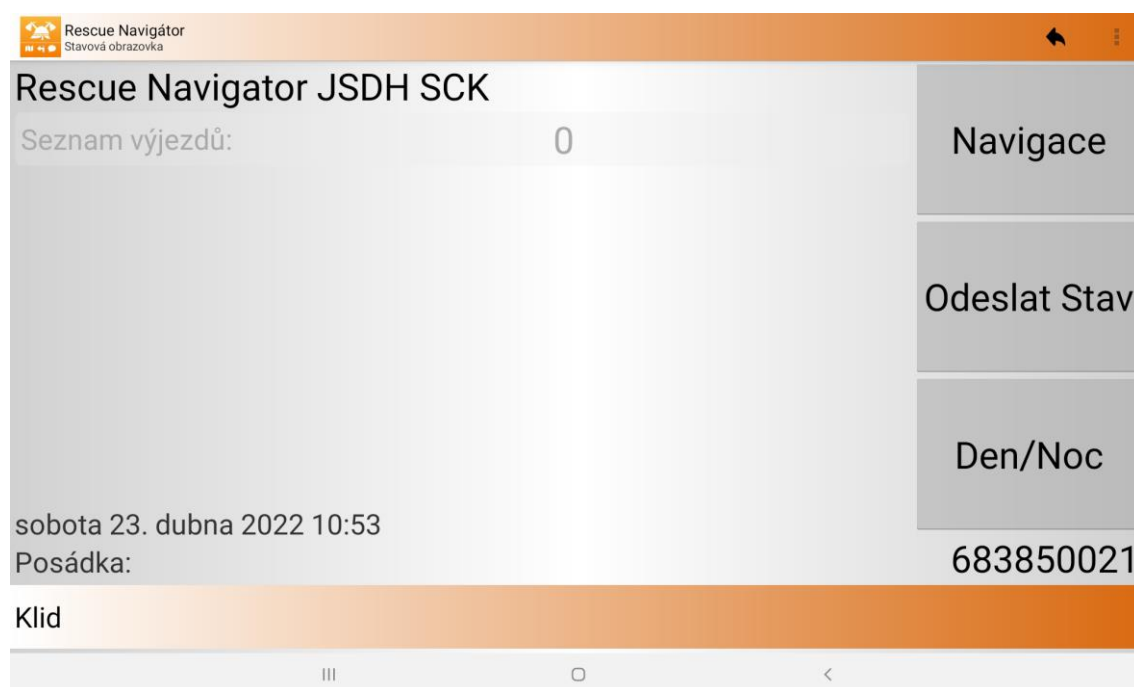 Rescue Navigátor
Stavová obrazovka
Rescue Navigator JSDH SCK
Seznam výjezdů: 0
Navigace
Odeslat Stav
Den/Noc
sobota 23. dubna 2022 10:53
Posádka:
683850021
Klid